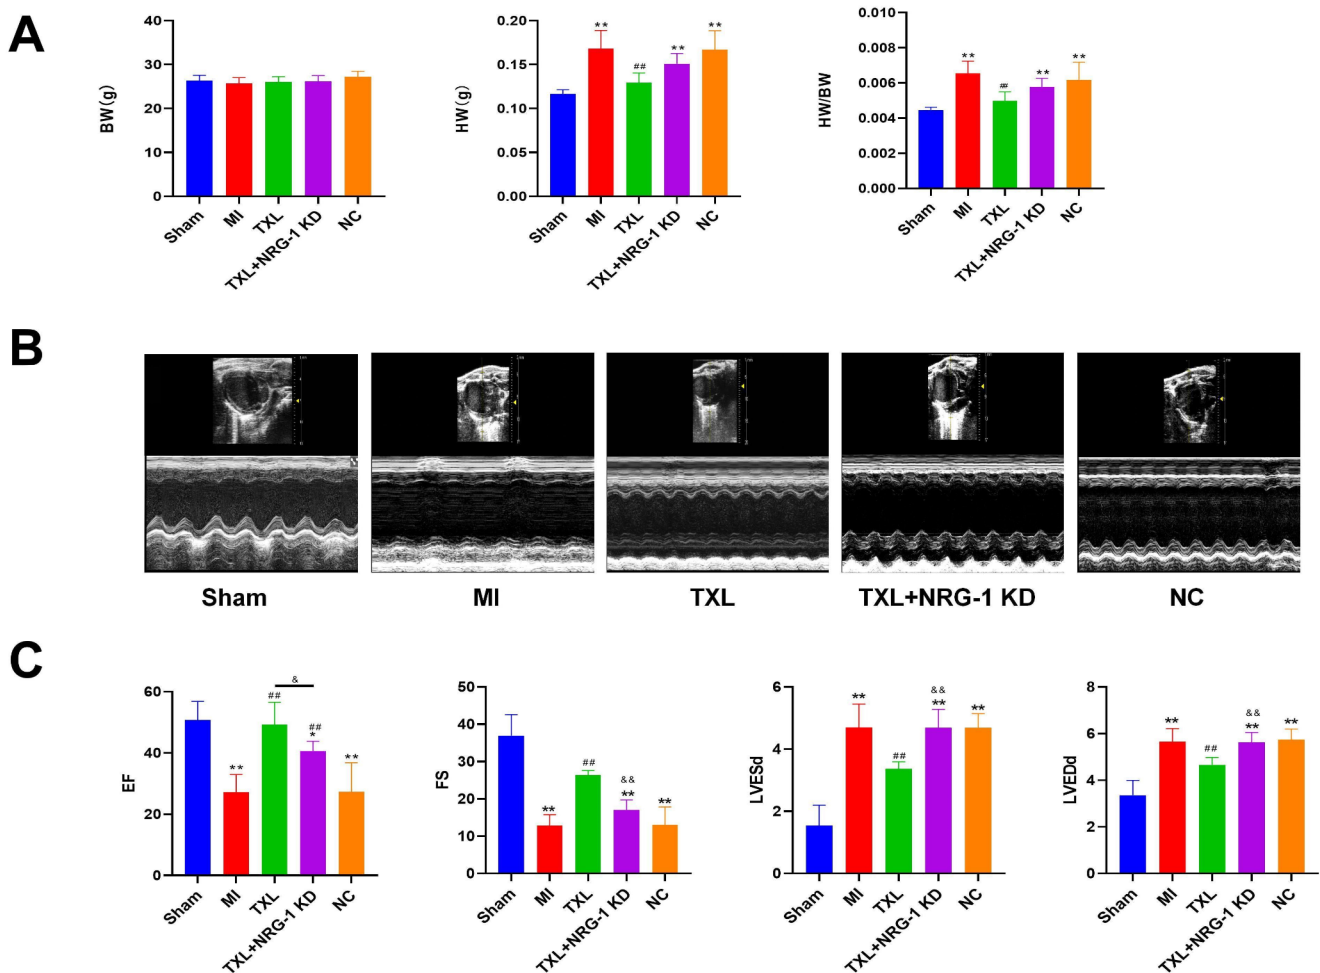 A
BW(g)
40
30
20
10
0
Sham
MI
TXL
TXL+NRG-1 KD
NC
HW(g)
0.20
0.15
0.10
0.05
0.00
**
##
**
**
Sham
MI
TXL
TXL+NRG-1 KD
NC
HW/BW
0.010
0.008
0.006
0.004
0.002
0.000
**
##
**
**
Sham
MI
TXL
TXL+NRG-1 KD
NC
B
Sham
MI
TXL
TXL+NRG-1 KD
NC
C
EF
60
40
20
0
**
##
&
##
*
**
Sham
MI
TXL
TXL+NRG-1 KD
NC
FS
50
40
30
20
10
0
**
##
&&
**
**
Sham
MI
TXL
TXL+NRG-1 KD
NC
LVESd
6
4
2
0
**
##
&&
**
**
Sham
MI
TXL
TXL+NRG-1 KD
NC
LVEDd
8
6
4
2
0
**
##
&&
**
**
Sham
MI
TXL
TXL+NRG-1 KD
NC